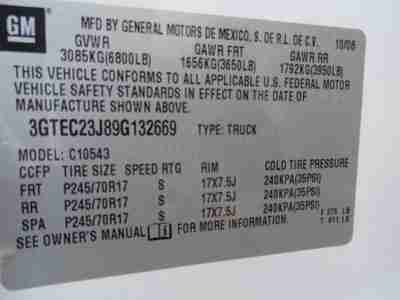 GM
MFD BY GENERAL MOTORS DE MEXICO, S. DE R.L. DE C.V.
GVWR GAWR FRT GAWR RR 10/08
3085KG(6800LB) 1656KG(3650LB) 1792KG(3950LB)
THIS VEHICLE CONFORMS TO ALL APPLICABLE U.S. FEDERAL MOTOR
VEHICLE SAFETY STANDARDS IN EFFECT ON THE DATE OF
MANUFACTURE SHOWN ABOVE.
3GTEC23J89G132669 TYPE: TRUCK
MODEL: C10543
CCFP TIRE SIZE SPEED RTG RIM COLD TIRE PRESSURE
FRT P245/70R17 S 17X7.5J 240KPA(35PSI)
RR P245/70R17 S 17X7.5J 240KPA(35PSI)
SPA P245/70R17 S 17X7.5J 240KPA(35PSI)
SEE OWNER'S MANUAL FOR MORE INFORMATION.